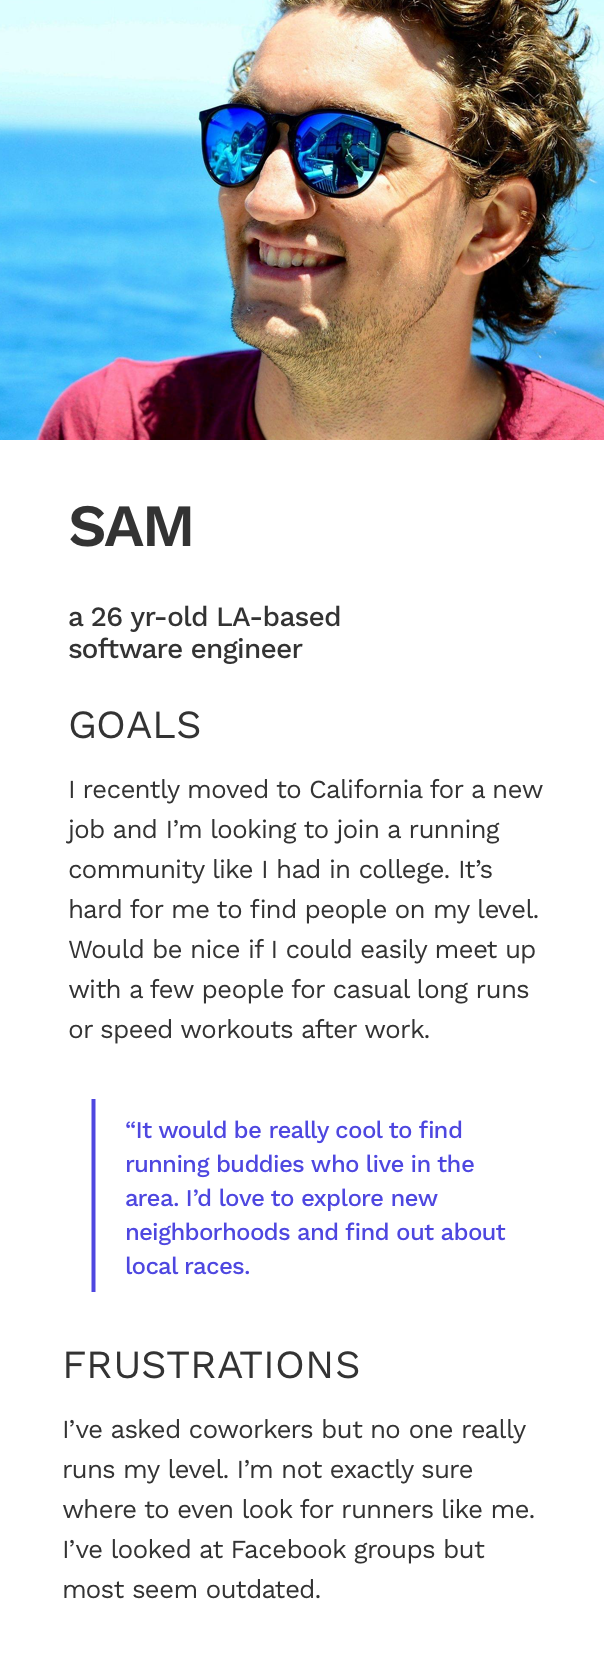 SAM
a 26 yr-old LA-based
software engineer
GOALS
I recently moved to California for a new
job and I’m looking to join a running
community like I had in college. It’s
hard for me to find people on my level.
Would be nice if I could easily meet up
with a few people for casual long runs
or speed workouts after work.
“It would be really cool to find
running buddies who live in the
area. I’d love to explore new
neighborhoods and find out about
local races.
FRUSTRATIONS
I’ve asked coworkers but no one really
runs my level. I’m not exactly sure
where to even look for runners like me.
I’ve looked at Facebook groups but
most seem outdated.